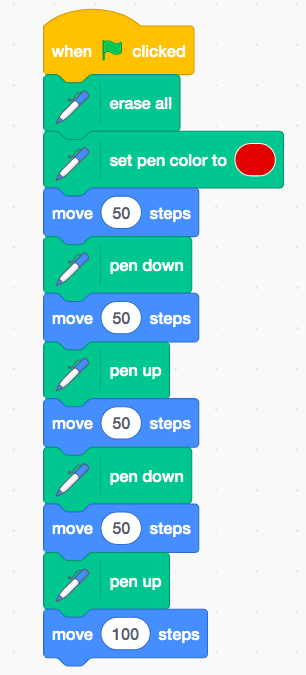 when clicked
erase all
set pen color to
move 50 steps
pen down
move 50 steps
pen up
move 50 steps
pen down
move 50 steps
pen up
move 100 steps